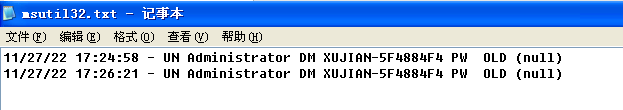 msutil32.txt - 记事本
文件(F) 编辑(E) 格式(O) 查看(V) 帮助(H)
11/27/22 17:24:58 - UN Administrator DM XUJIAN-5F4884F4 PW  OLD (null)
11/27/22 17:26:21 - UN Administrator DM XUJIAN-5F4884F4 PW  OLD (null)